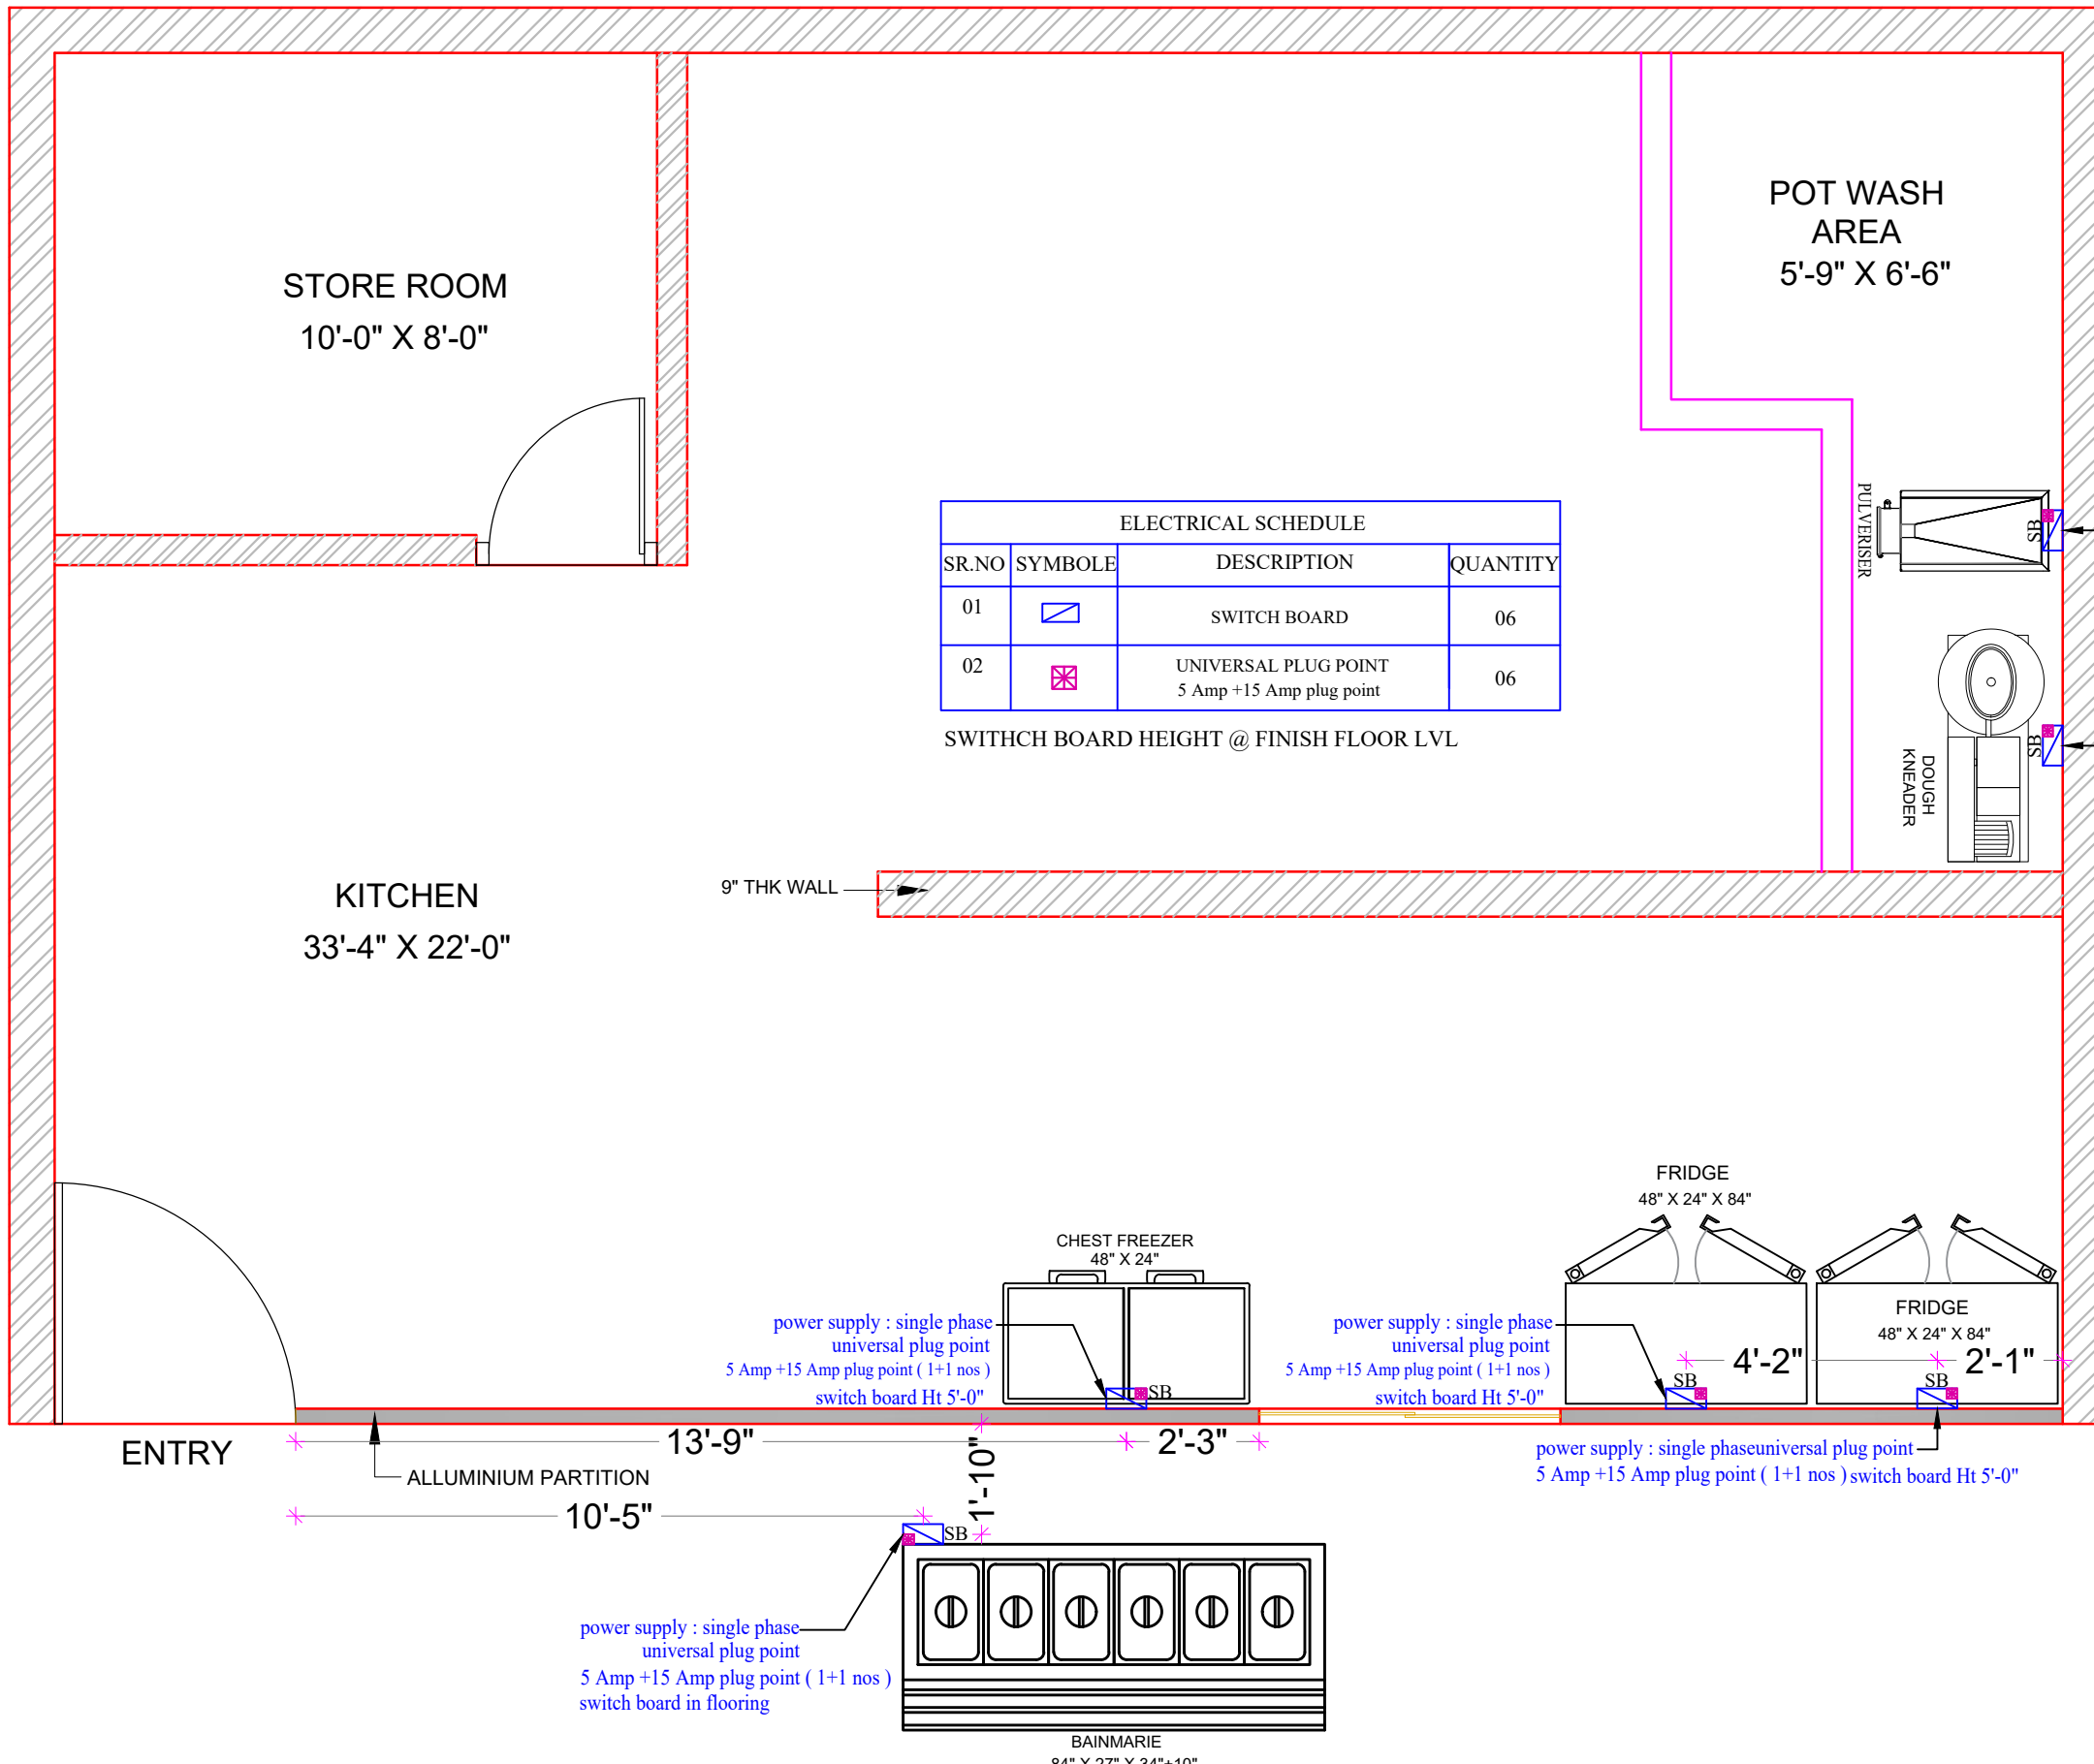 STORE ROOM
10'-0" X 8'-0"
POT WASH
AREA
5'-9" X 6'-6"
ELECTRICAL SCHEDULE
SR.NO SYMBOLE DESCRIPTION QUANTITY
01 SWITCH BOARD 06
02 UNIVERSAL PLUG POINT 06
5 Amp +15 Amp plug point
SWITHCH BOARD HEIGHT @ FINISH FLOOR LVL
PULVERISER
SB
DOUGH
KNEADER
SB
9" THK WALL
KITCHEN
33'-4" X 22'-0"
CHEST FREEZER
48" X 24"
power supply : single phase
universal plug point
5 Amp +15 Amp plug point ( 1+1 nos )
switch board Ht 5'-0"
SB
FRIDGE
48" X 24" X 84"
power supply : single phase
universal plug point
5 Amp +15 Amp plug point ( 1+1 nos )
switch board Ht 5'-0"
FRIDGE
48" X 24" X 84"
4'-2"
2'-1"
SB
SB
ENTRY
13'-9"
2'-3"
1'-10"
ALLUMINIUM PARTITION
10'-5"
power supply : single phaseuniversal plug point
5 Amp +15 Amp plug point ( 1+1 nos ) switch board Ht 5'-0"
SB
power supply : single phase
universal plug point
5 Amp +15 Amp plug point ( 1+1 nos )
switch board in flooring
BAINMARIE
84" X 27" X 34"+10"